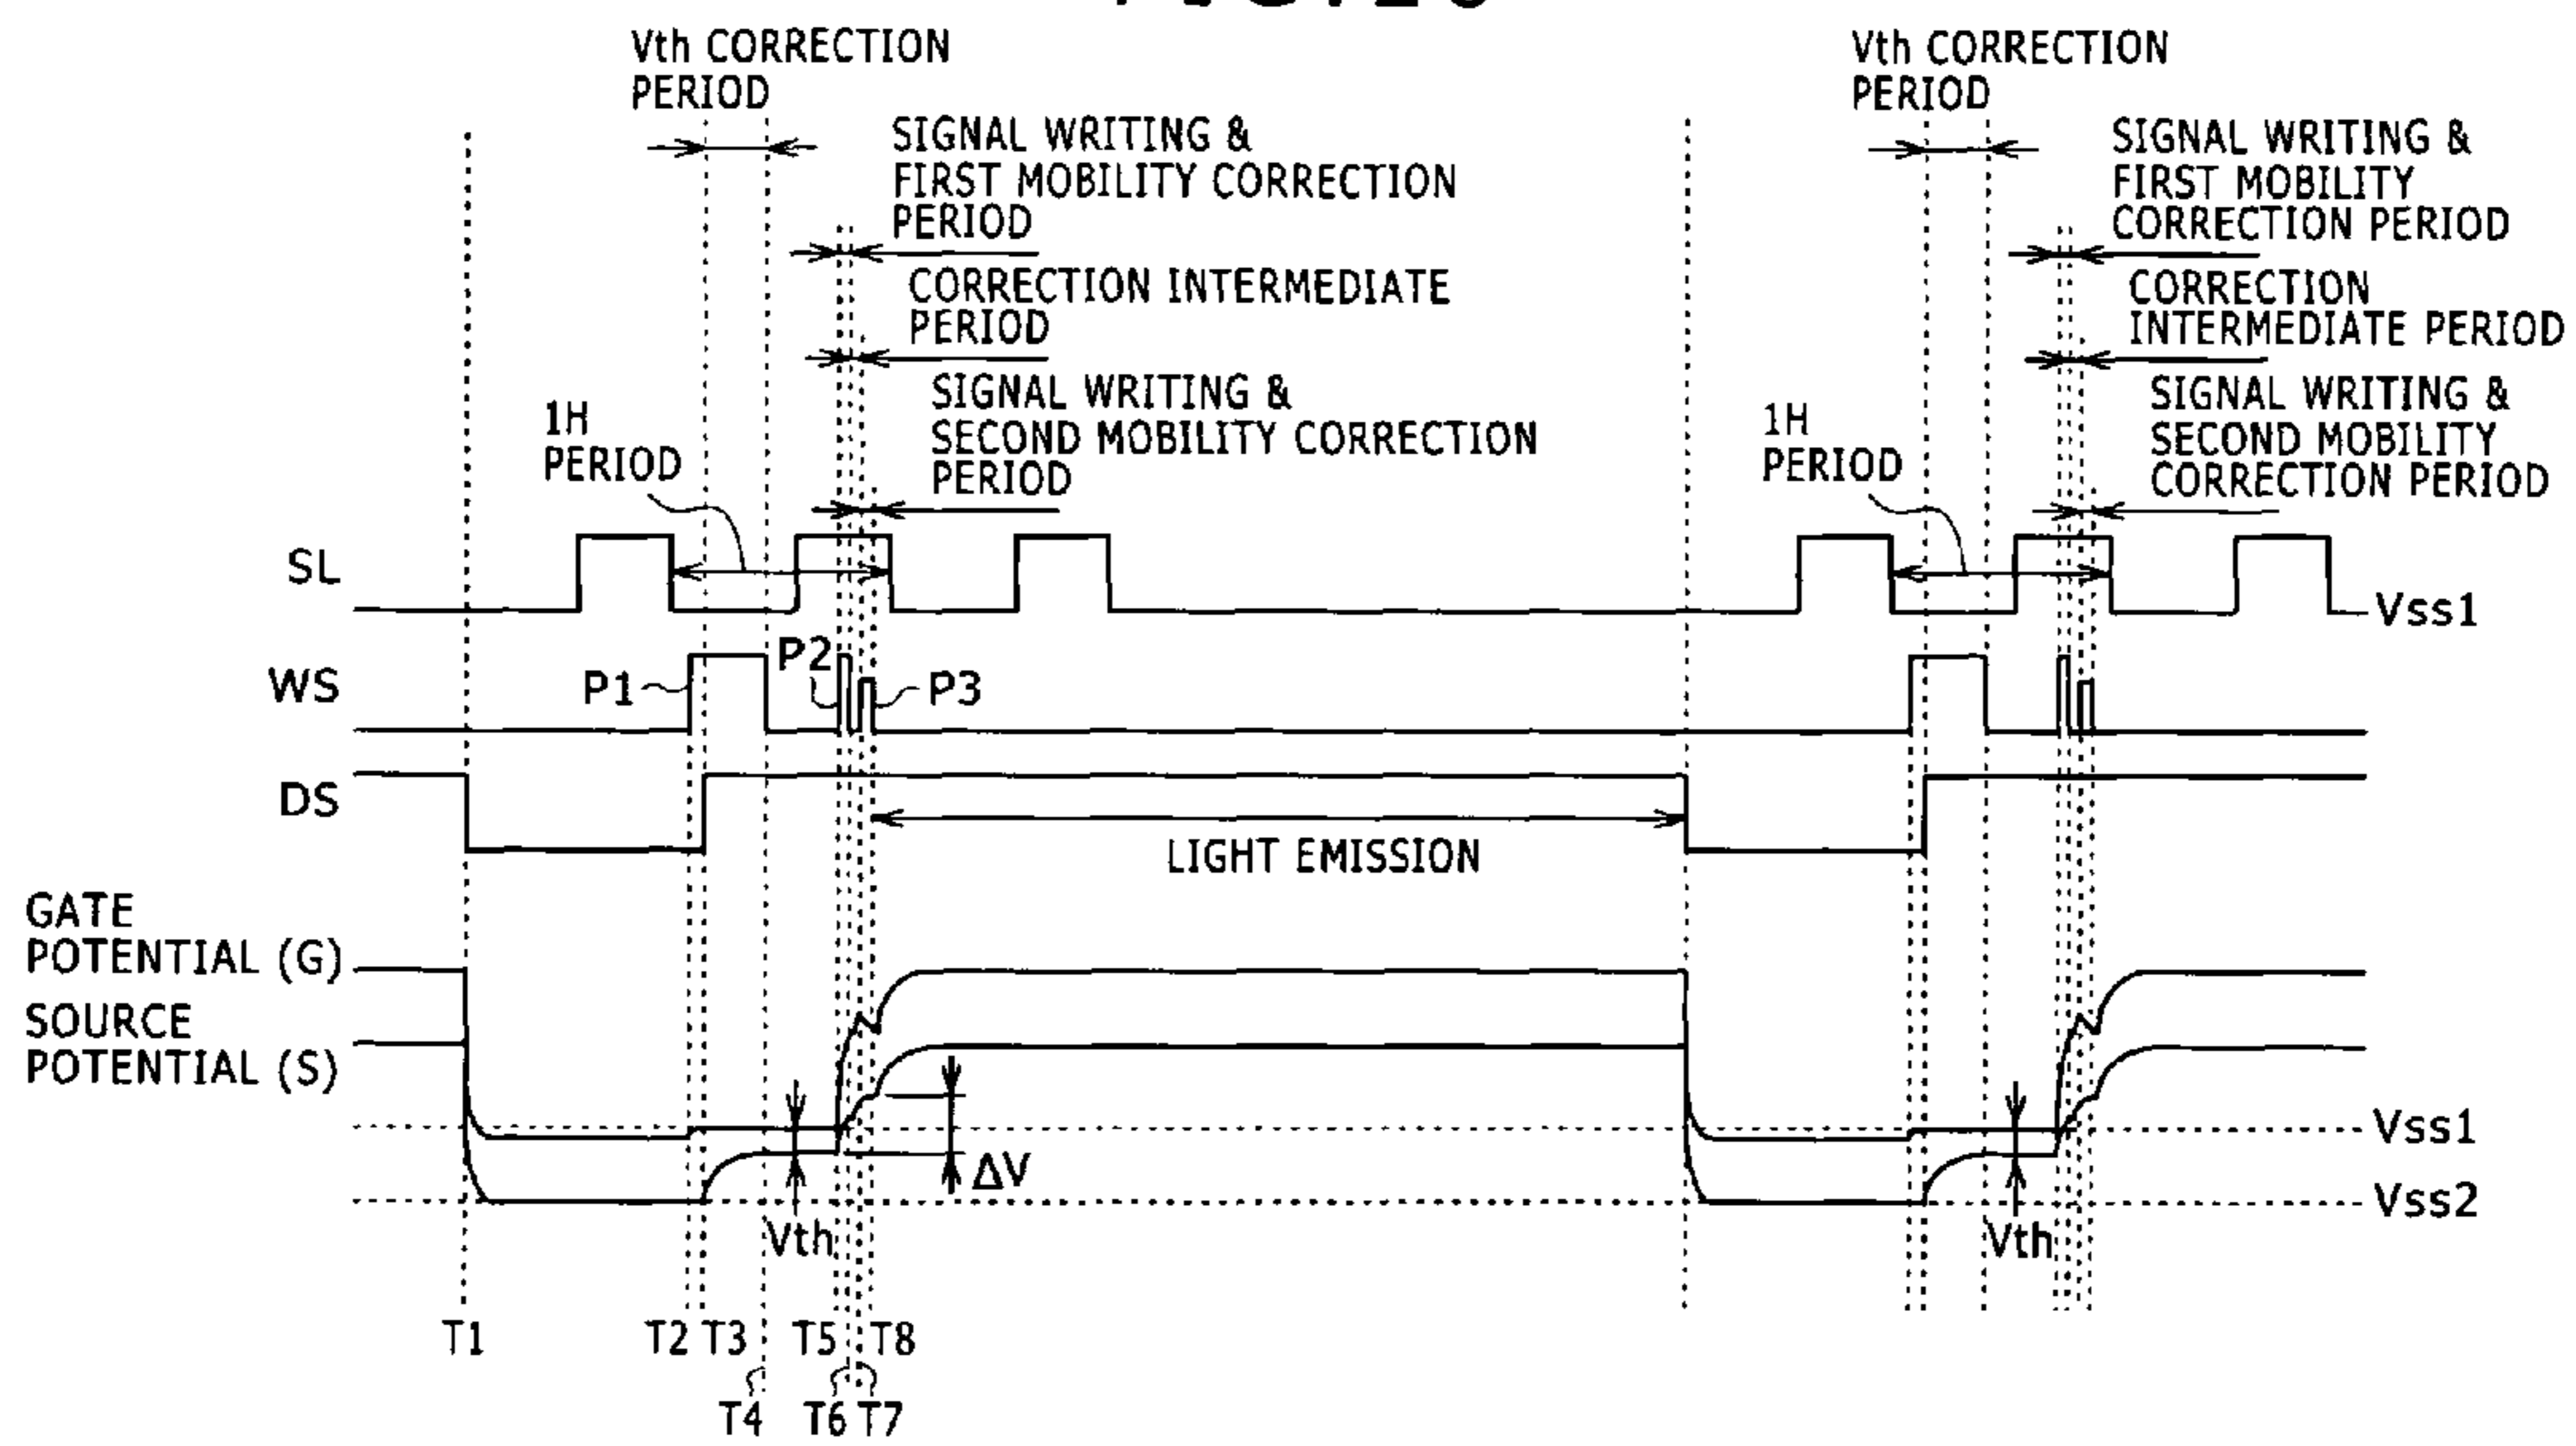 Vth CORRECTION
PERIOD
Vth CORRECTION
PERIOD
SIGNAL WRITING &
FIRST MOBILITY CORRECTION
PERIOD
SIGNAL WRITING &
FIRST MOBILITY
CORRECTION PERIOD
CORRECTION INTERMEDIATE
PERIOD
CORRECTION
INTERMEDIATE PERIOD
SIGNAL WRITING &
SECOND MOBILITY CORRECTION
PERIOD
SIGNAL WRITING &
SECOND MOBILITY
CORRECTION PERIOD
1H
PERIOD
1H
PERIOD
SL
Vss1
WS
P1
P2
P3
DS
LIGHT EMISSION
GATE
POTENTIAL (G)
SOURCE
POTENTIAL (S)
Vss1
ΔV
Vss2
Vth
Vth
T1
T2
T3
T5
T8
T4
T6
T7